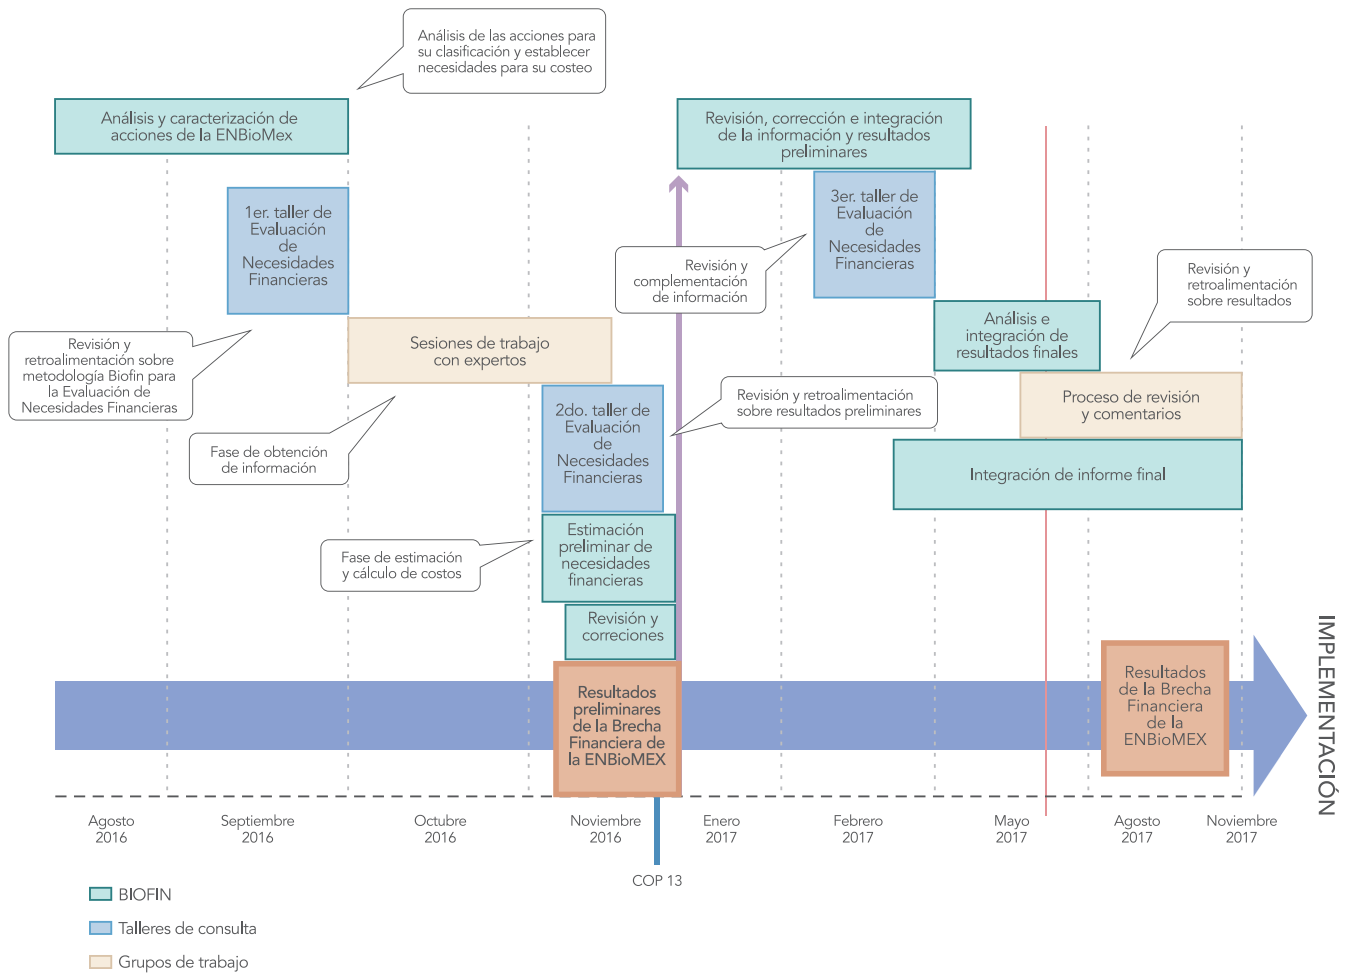 Análisis de las acciones para
su clasificación y establecer
necesidades para su costeo
Análisis y caracterización de
acciones de la ENBioMex
Revisión, corrección e integración
de la información y resultados
preliminares
1er. taller de
Evaluación
de
Necesidades
Financieras
3er. taller de
Evaluación
de
Necesidades
Financieras
Revisión y
complementación
de información
Revisión y
retroalimentación
sobre resultados
Revisión y
retroalimentación sobre
metodología Biofin para
la Evaluación de
Necesidades Financieras
Sesiones de trabajo
con expertos
Análisis e
integración de
resultados finales
Revisión y retroalimentación
sobre resultados preliminares
Proceso de revisión
y comentarios
2do. taller de
Evaluación
de
Necesidades
Financieras
Fase de obtención
de información
Integración de informe final
Estimación
preliminar de
necesidades
financieras
Fase de estimación
y cálculo de costos
Revisión y
correciones
Resultados
preliminares
de la Brecha
Financiera de
la ENBioMEX
Resultados
de la Brecha
Financiera
de la
ENBioMEX
IMPLEMENTACIÓN
Agosto
2016
Septiembre
2016
Octubre
2016
Noviembre
2016
Enero
2017
Febrero
2017
Mayo
2017
Agosto
2017
Noviembre
2017
COP 13
BIOFIN
Talleres de consulta
Grupos de trabajo